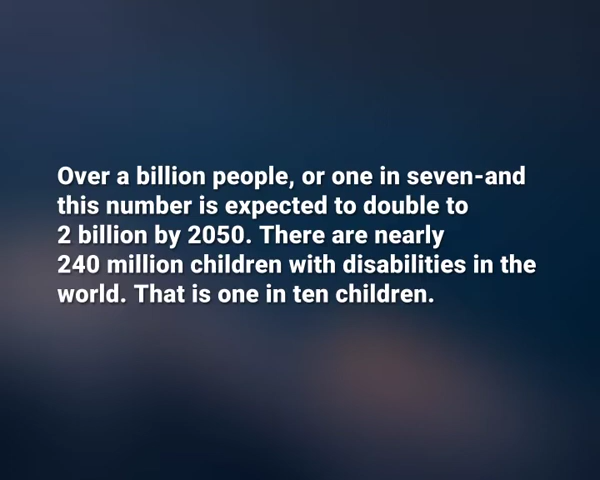 Over a billion people, or one in seven-and
this number is expected to double to
2 billion by 2050. There are nearly
240 million children with disabilities in the
world. That is one in ten children.